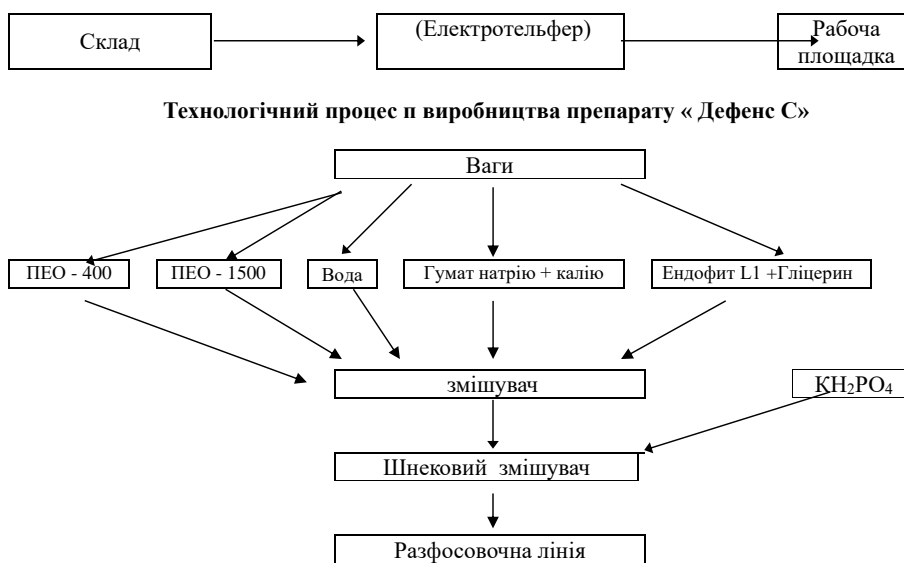 Склад
(Електротельфер)
Рабоча
площадка
Технологічний процес п виробництва препарату « Дефенс С»
Ваги
ПЕО - 400
ПЕО - 1500
Вода
Гумат натрію + калію
Ендофит L1 +Гліцерин
змішувач
KH₂PO₄
Шнековий змішувач
Разфосовочна лінія